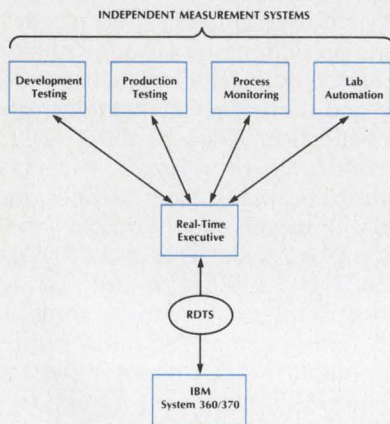 INDEPENDENT MEASUREMENT SYSTEMS
Development
Testing
Production
Testing
Process
Monitoring
Lab
Automation
Real-Time
Executive
RDTS
IBM
System 360/370